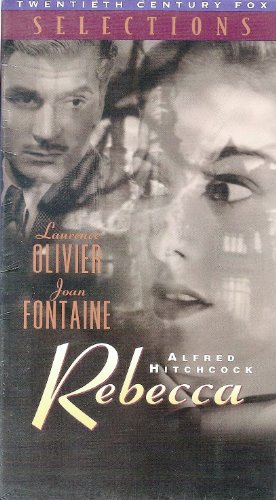 TWENTIETH CENTURY FOX
SELECTIONS
Laurence
OLIVIER
Joan
FONTAINE
ALFRED
HITCHCOCK
Rebecca